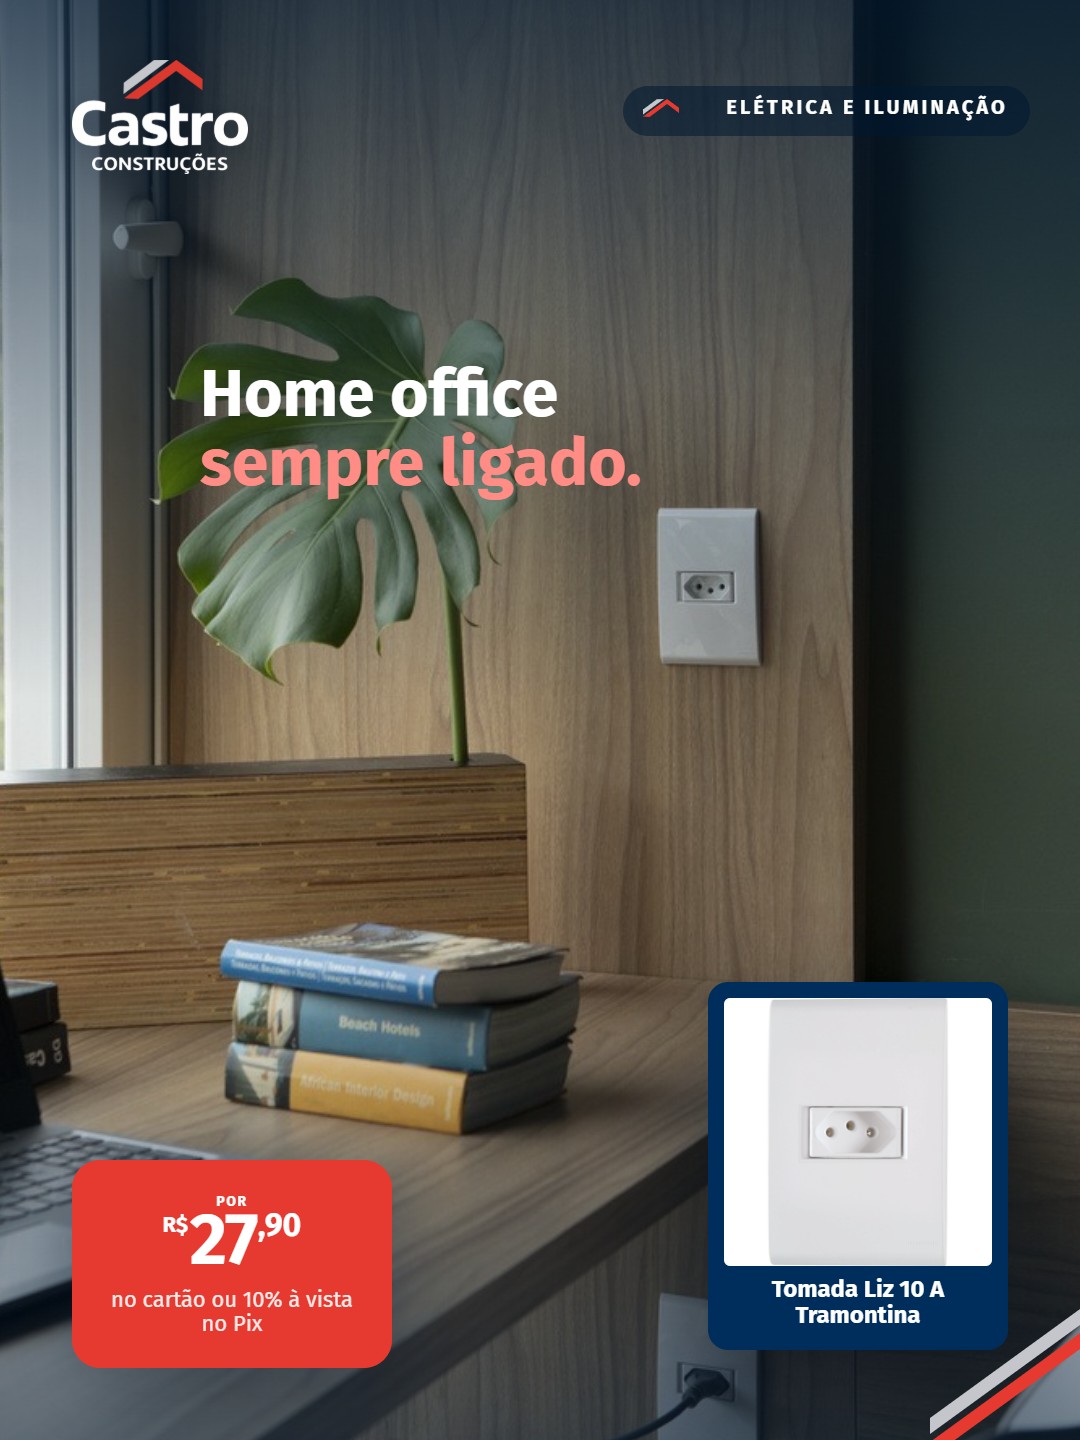 Castro
CONSTRUÇÕES
ELÉTRICA E ILUMINAÇÃO
Home office
sempre ligado.
Beach Hotels
African Interior Design
POR
R$27,90
no cartão ou 10% à vista
no Pix
Tomada Liz 10 A
Tramontina